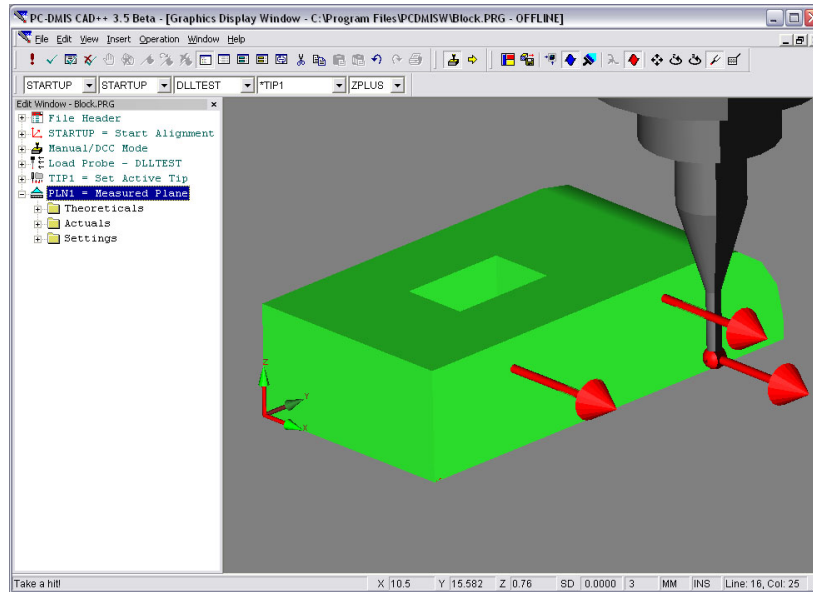 PC-DMIS CAD++ 3.5 Beta - [Graphics Display Window - C:\Program Files\PCDMISW\Block.PRG - OFFLINE]
File Edit View Insert Operation Window Help
STARTUP STARTUP DLLTEST *TIP1 ZPLUS
Edit Window - Block.PRG
File Header
STARTUP = Start Alignment
Manual/DCC Mode
Load Probe - DLLTEST
TIP1 = Set Active Tip
PLN1 = Measured Plane
Theoreticals
Actuals
Settings
Z
Y
X
Take a hit! X 10.5 Y 15.582 Z 0.76 SD 0.0000 3 MM INS Line: 16, Col: 25